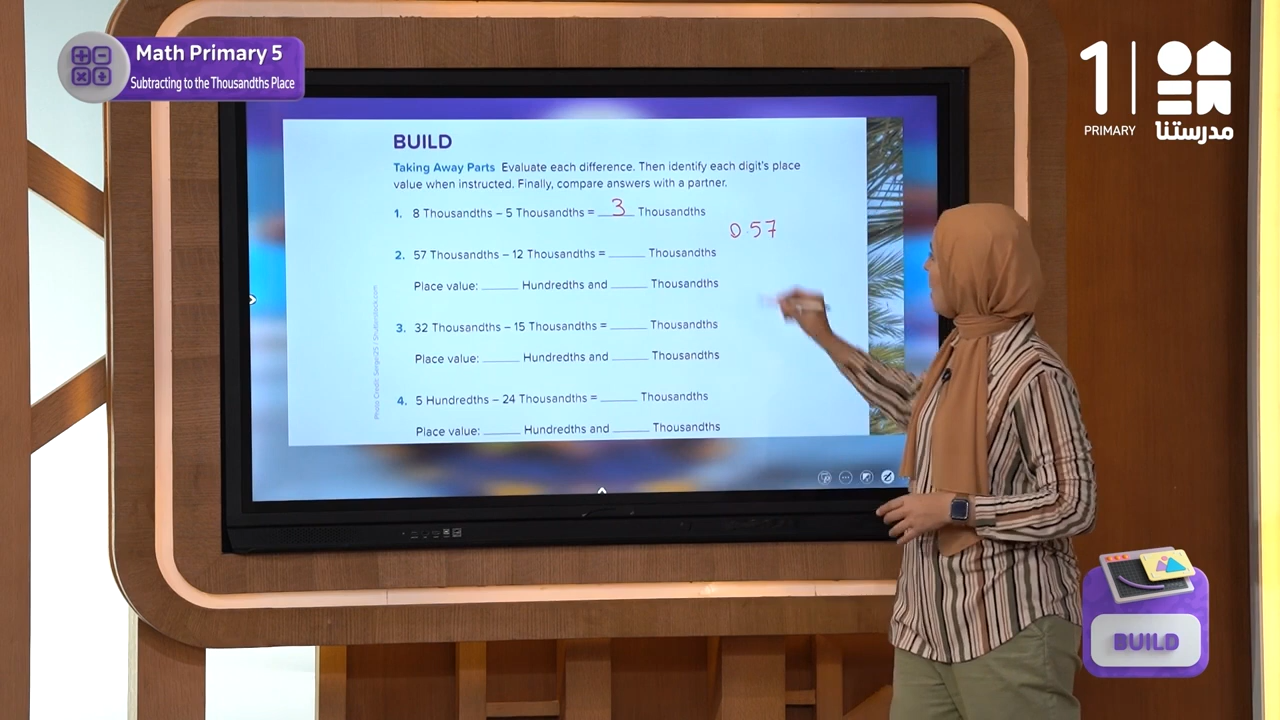 Math Primary 5
Subtracting to the Thousandths Place
1
PRIMARY
مدرستنا
BUILD
Taking Away Parts Evaluate each difference. Then identify each digit's place
value when instructed. Finally, compare answers with a partner.
1. 8 Thousandths – 5 Thousandths = 3 Thousandths
0.57
2. 57 Thousandths – 12 Thousandths = ______ Thousandths
Place value: ______ Hundredths and ______ Thousandths
3. 32 Thousandths – 15 Thousandths = ______ Thousandths
Place value: ______ Hundredths and ______ Thousandths
4. 5 Hundredths – 24 Thousandths = ______ Thousandths
Place value: ______ Hundredths and ______ Thousandths
BUILD